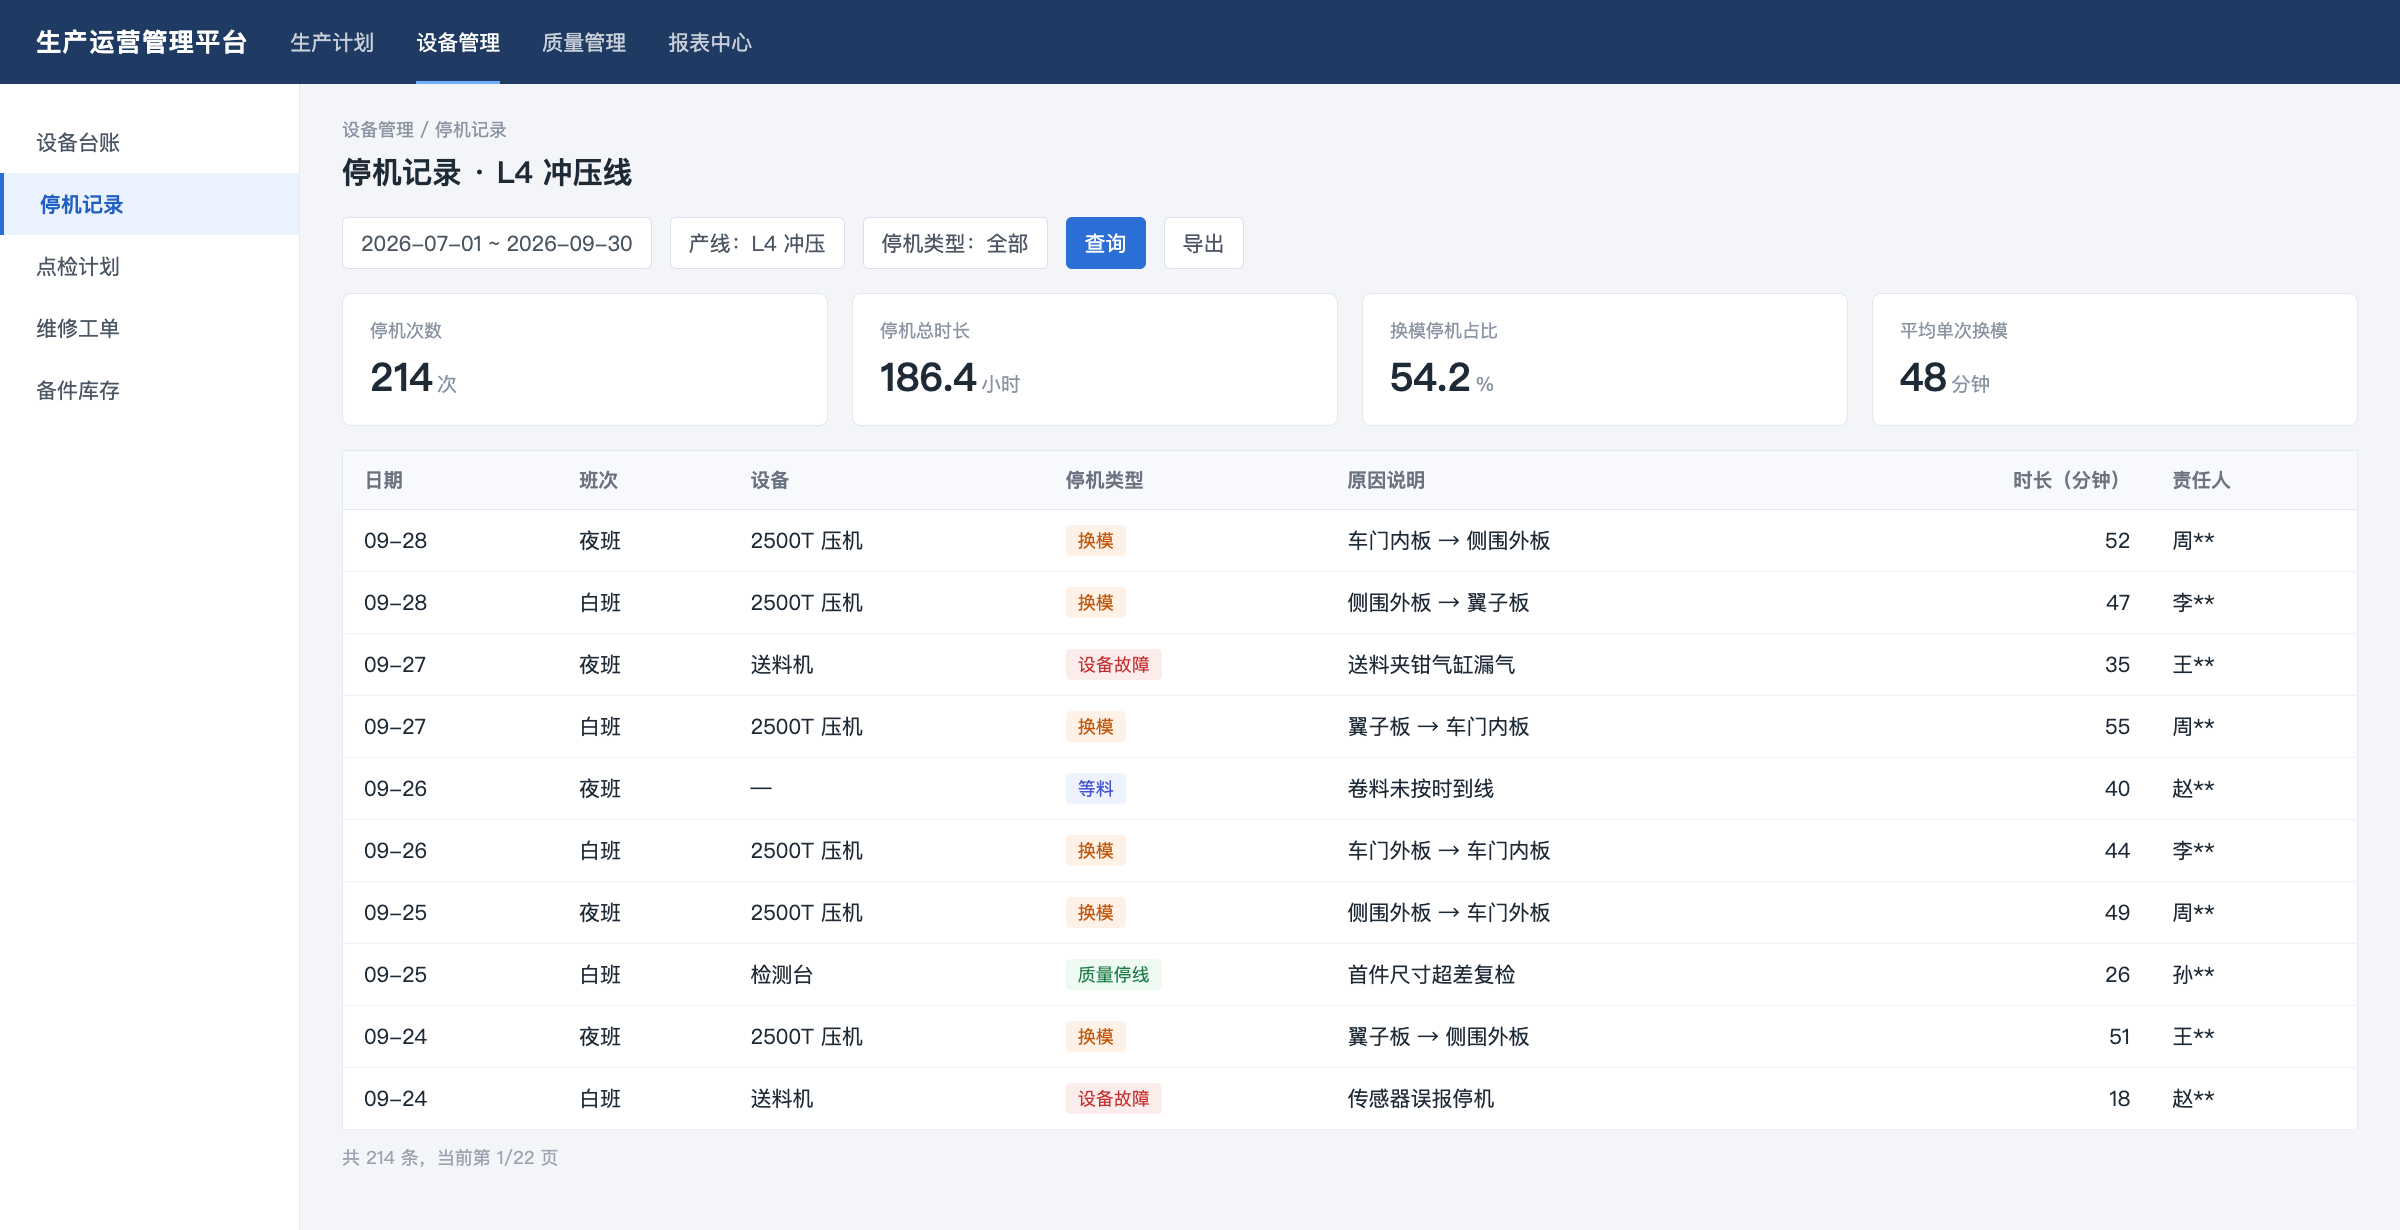 生产运营管理平台 生产计划 设备管理 质量管理 报表中心
设备台账
停机记录
点检计划
维修工单
备件库存
设备管理 / 停机记录
停机记录 · L4 冲压线
2026-07-01 ~ 2026-09-30 产线：L4 冲压 停机类型：全部 查询 导出
停机次数 停机总时长 换模停机占比 平均单次换模
214 次 186.4 小时 54.2 % 48 分钟
日期 班次 设备 停机类型 原因说明 时长（分钟） 责任人
09-28 夜班 2500T 压机 换模 车门内板 → 侧围外板 52 周**
09-28 白班 2500T 压机 换模 侧围外板 → 翼子板 47 李**
09-27 夜班 送料机 设备故障 送料夹钳气缸漏气 35 王**
09-27 白班 2500T 压机 换模 翼子板 → 车门内板 55 周**
09-26 夜班 — 等料 卷料未按时到线 40 赵**
09-26 白班 2500T 压机 换模 车门外板 → 车门内板 44 李**
09-25 夜班 2500T 压机 换模 侧围外板 → 车门外板 49 周**
09-25 白班 检测台 质量停线 首件尺寸超差复检 26 孙**
09-24 夜班 2500T 压机 换模 翼子板 → 侧围外板 51 王**
09-24 白班 送料机 设备故障 传感器误报停机 18 赵**
共 214 条，当前第 1/22 页